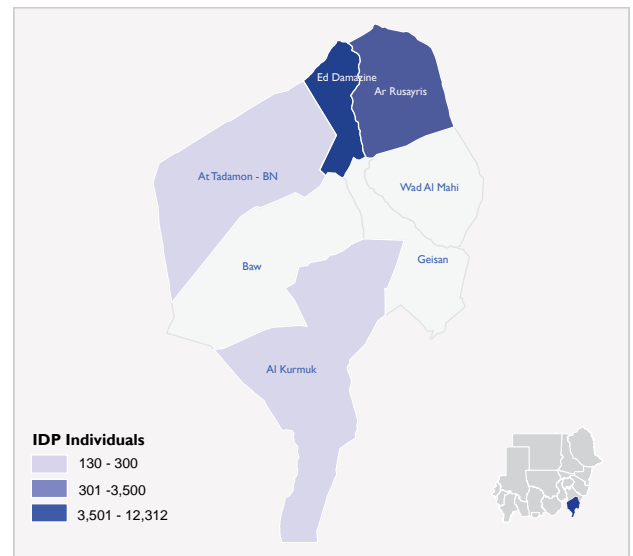 Ed Damazine
Ar Rusayris
At Tadamon - BN
Wad Al Mahi
Baw
Geisan
Al Kurmuk
IDP Individuals
130 - 300
301 -3,500
3,501 - 12,312